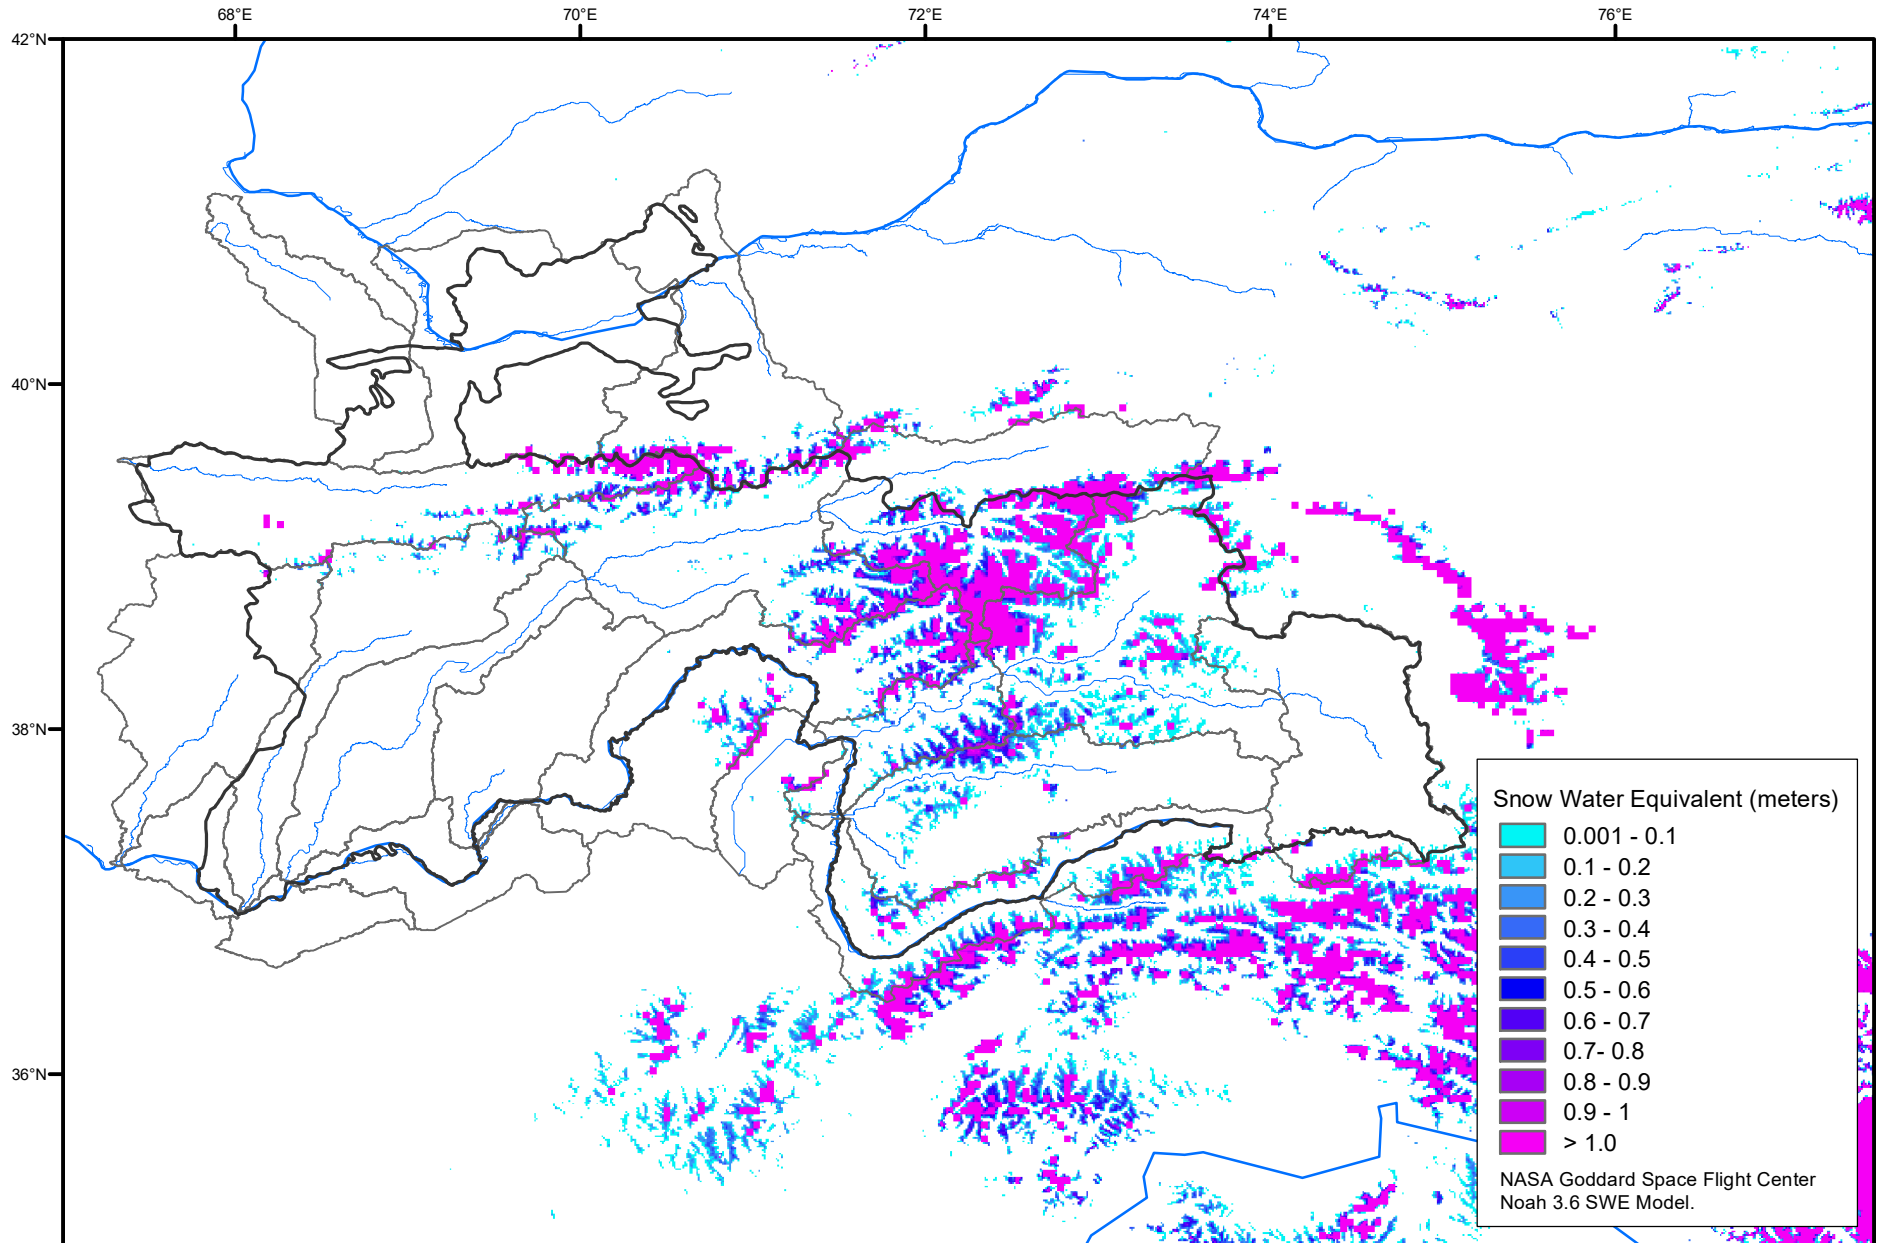 68°E 70°E 72°E 74°E 76°E
42°N
40°N
38°N
36°N
Snow Water Equivalent (meters)
0.001 - 0.1
0.1 - 0.2
0.2 - 0.3
0.3 - 0.4
0.4 - 0.5
0.5 - 0.6
0.6 - 0.7
0.7- 0.8
0.8 - 0.9
0.9 - 1
> 1.0
NASA Goddard Space Flight Center
Noah 3.6 SWE Model.